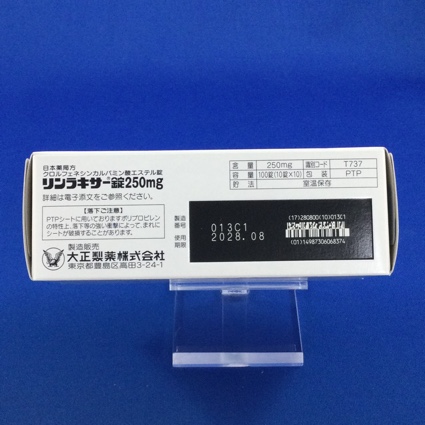 日本薬局方
クロルフェネシンカルバミン酸エステル錠
リンラキサー錠250mg
詳細は電子添文をご参照ください。
【落下ご注意】
PTPシートに用いておりますポリプロピレン
の特性上、落下等の強い衝撃によって、まれに
シートが破損することがあります。
製造販売
大正製薬株式会社
東京都豊島区高田3-24-1
含量 250mg 識別コード T737
容量 100錠(10錠×10) 包装 PTP
貯法 室温保存
製造番号 013C1
使用期限 2028.08
(17)280800(10)013C1
(01)14987306068374